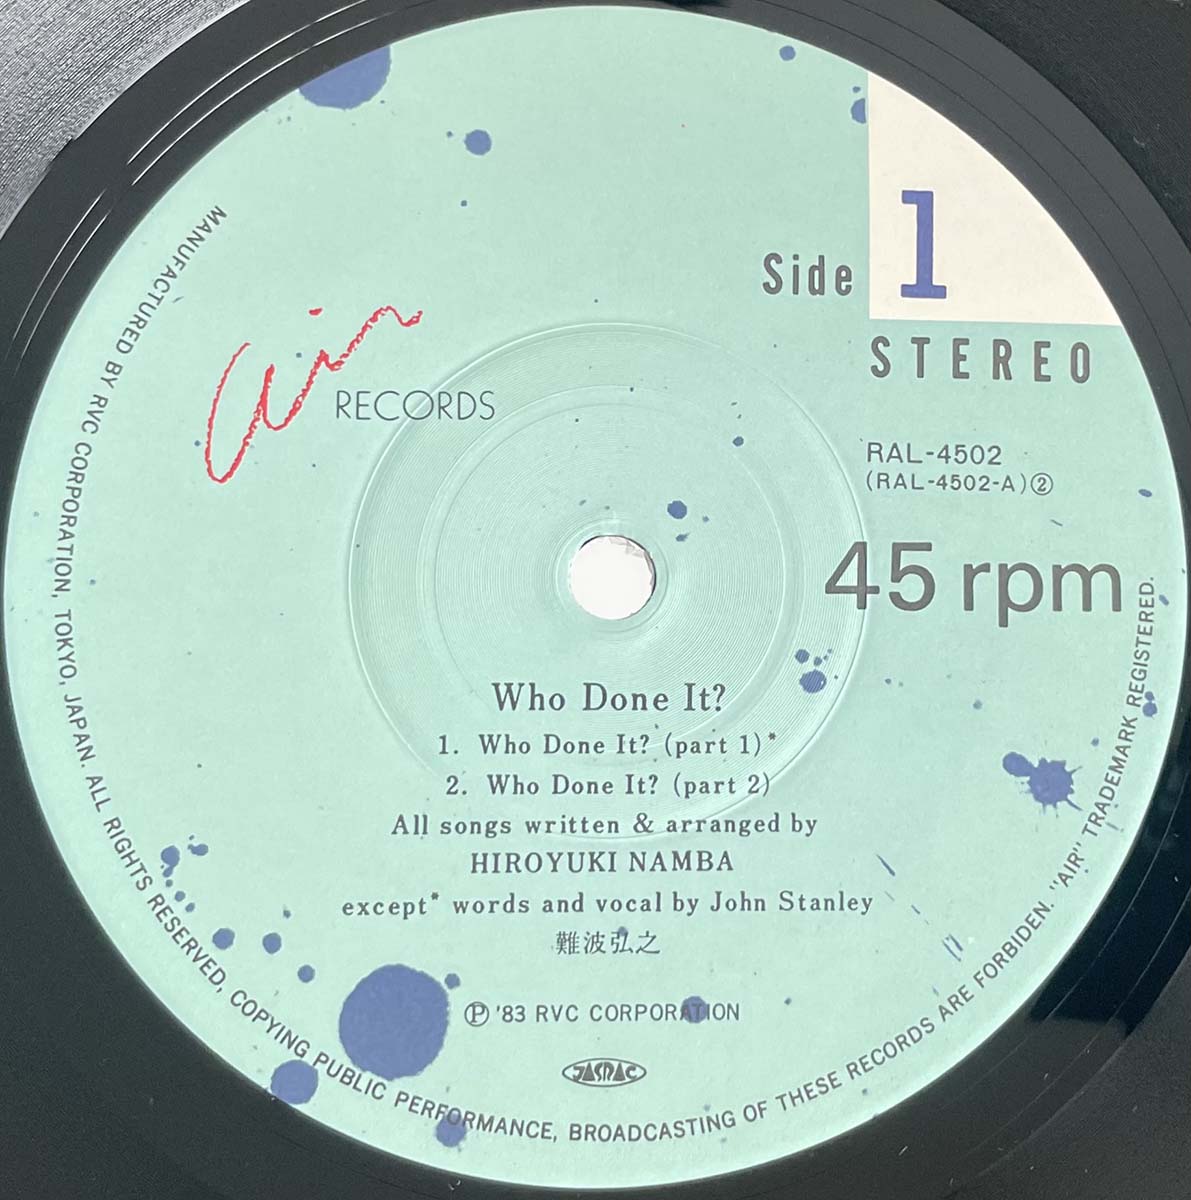 Side 1
STEREO
air
RECORDS
RAL-4502
(RAL-4502-A)②
45 rpm
Who Done It?
1. Who Done It? (part 1)*
2. Who Done It? (part 2)
All songs written & arranged by
HIROYUKI NAMBA
except* words and vocal by John Stanley
難波弘之
Ⓟ '83 RVC CORPORATION
JASRAC
MANUFACTURED BY RVC CORPORATION, TOKYO, JAPAN. ALL RIGHTS RESERVED, COPYING PUBLIC PERFORMANCE, BROADCASTING OF THESE RECORDS ARE FORBIDEN. "AIR" TRADEMARK REGISTERED.